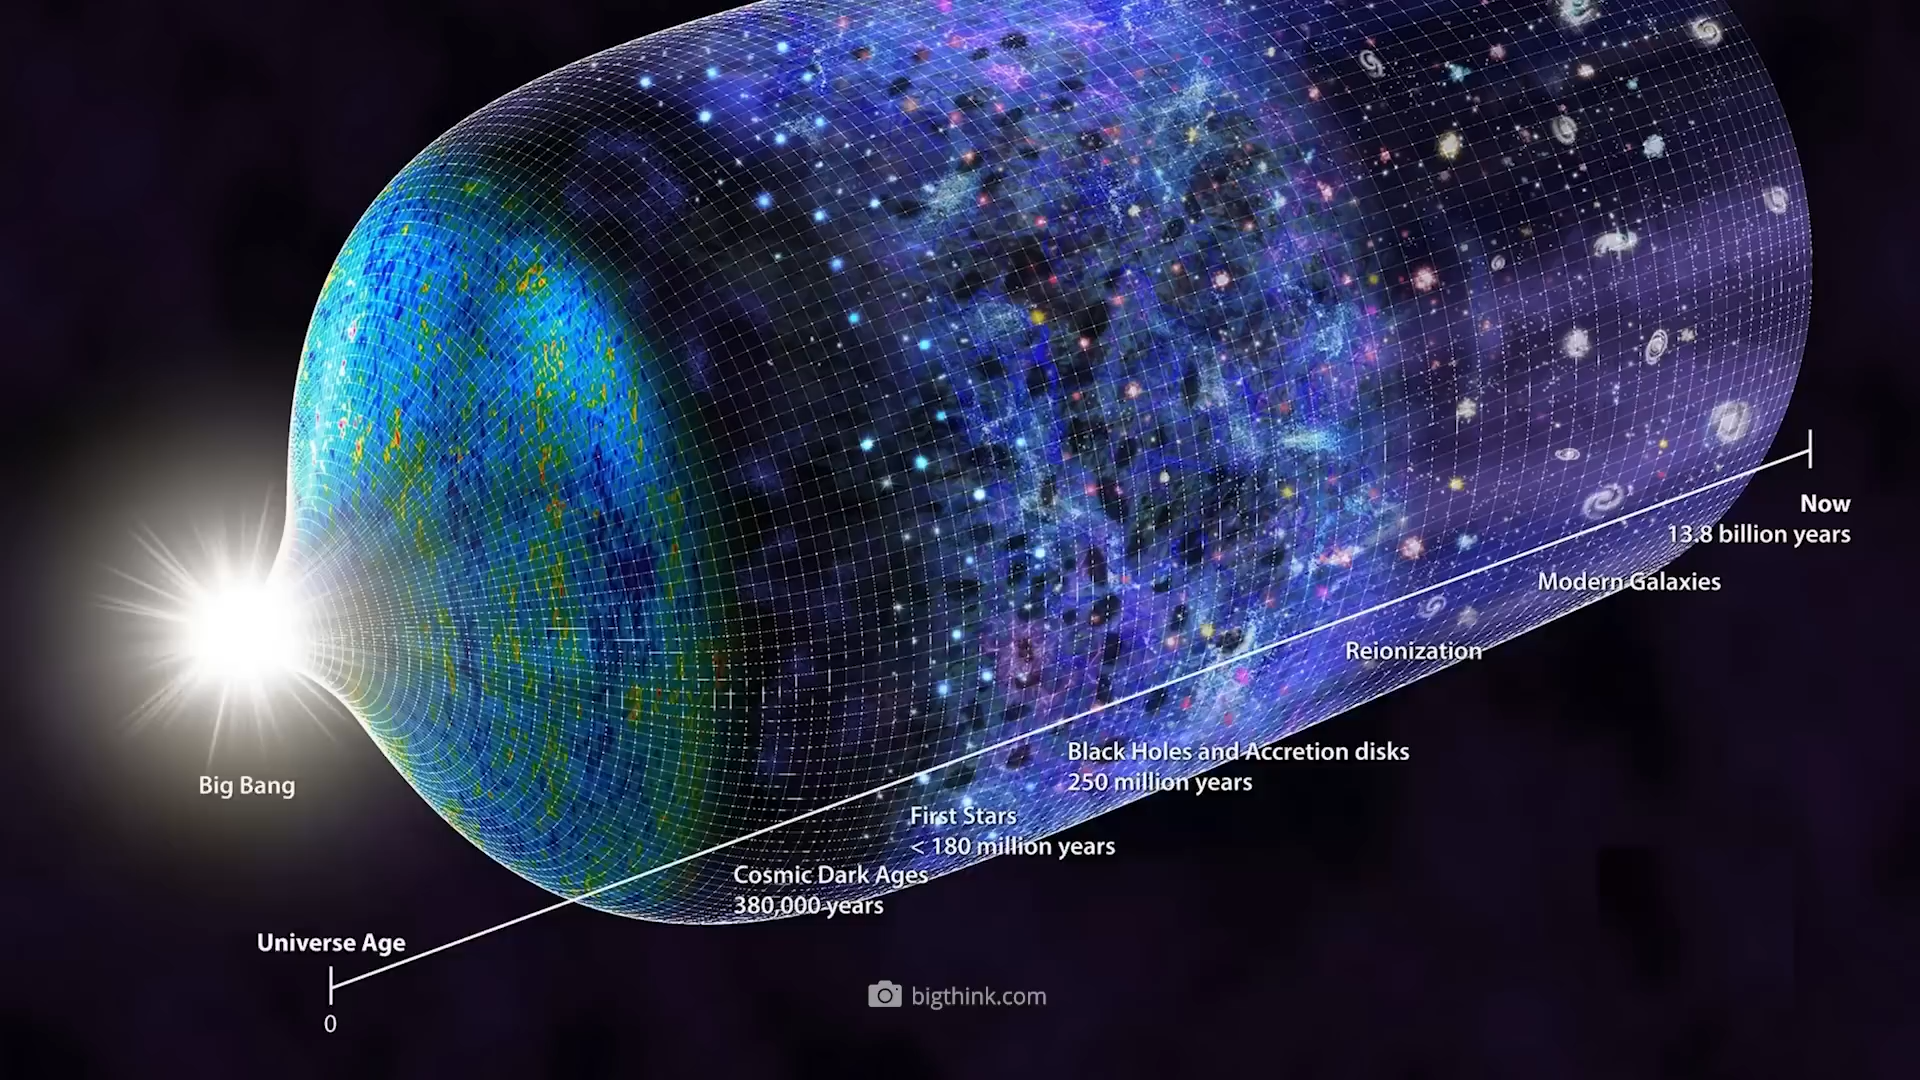 Big Bang
Universe Age
0
Cosmic Dark Ages
380,000 years
First Stars
< 180 million years
Black Holes and Accretion disks
250 million years
Reionization
Modern Galaxies
Now
13.8 billion years
bigthink.com